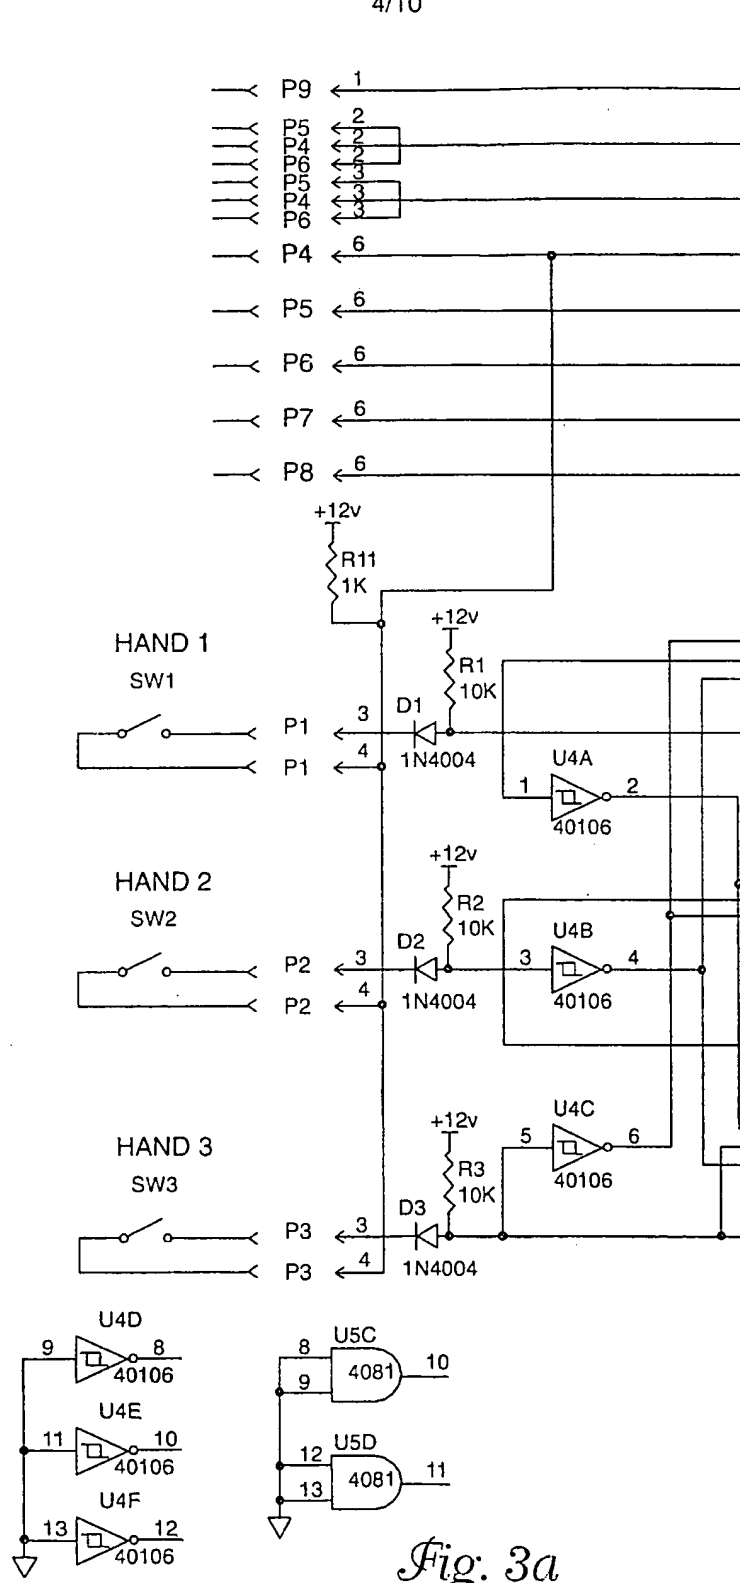 4/10
P9 1
P5 2
P4 2
P6 2
P5 3
P4 3
P6 3
P4 6
P5 6
P6 6
P7 6
P8 6
+12v
R11
1K
+12v
HAND 1
SW1
R1
10K
P1 3 D1
P1 4 1N4004
U4A
1 2
40106
+12v
HAND 2
SW2
R2
10K
P2 3 D2
P2 4 1N4004
U4B
3 4
40106
U4C
5 6
40106
+12v
HAND 3
SW3
R3
10K
P3 3 D3
P3 4 1N4004
U4D
9 8
40106
U4E
11 10
40106
U4F
13 12
40106
U5C
8
9
4081 10
U5D
12
13
4081 11
Fig. 3a